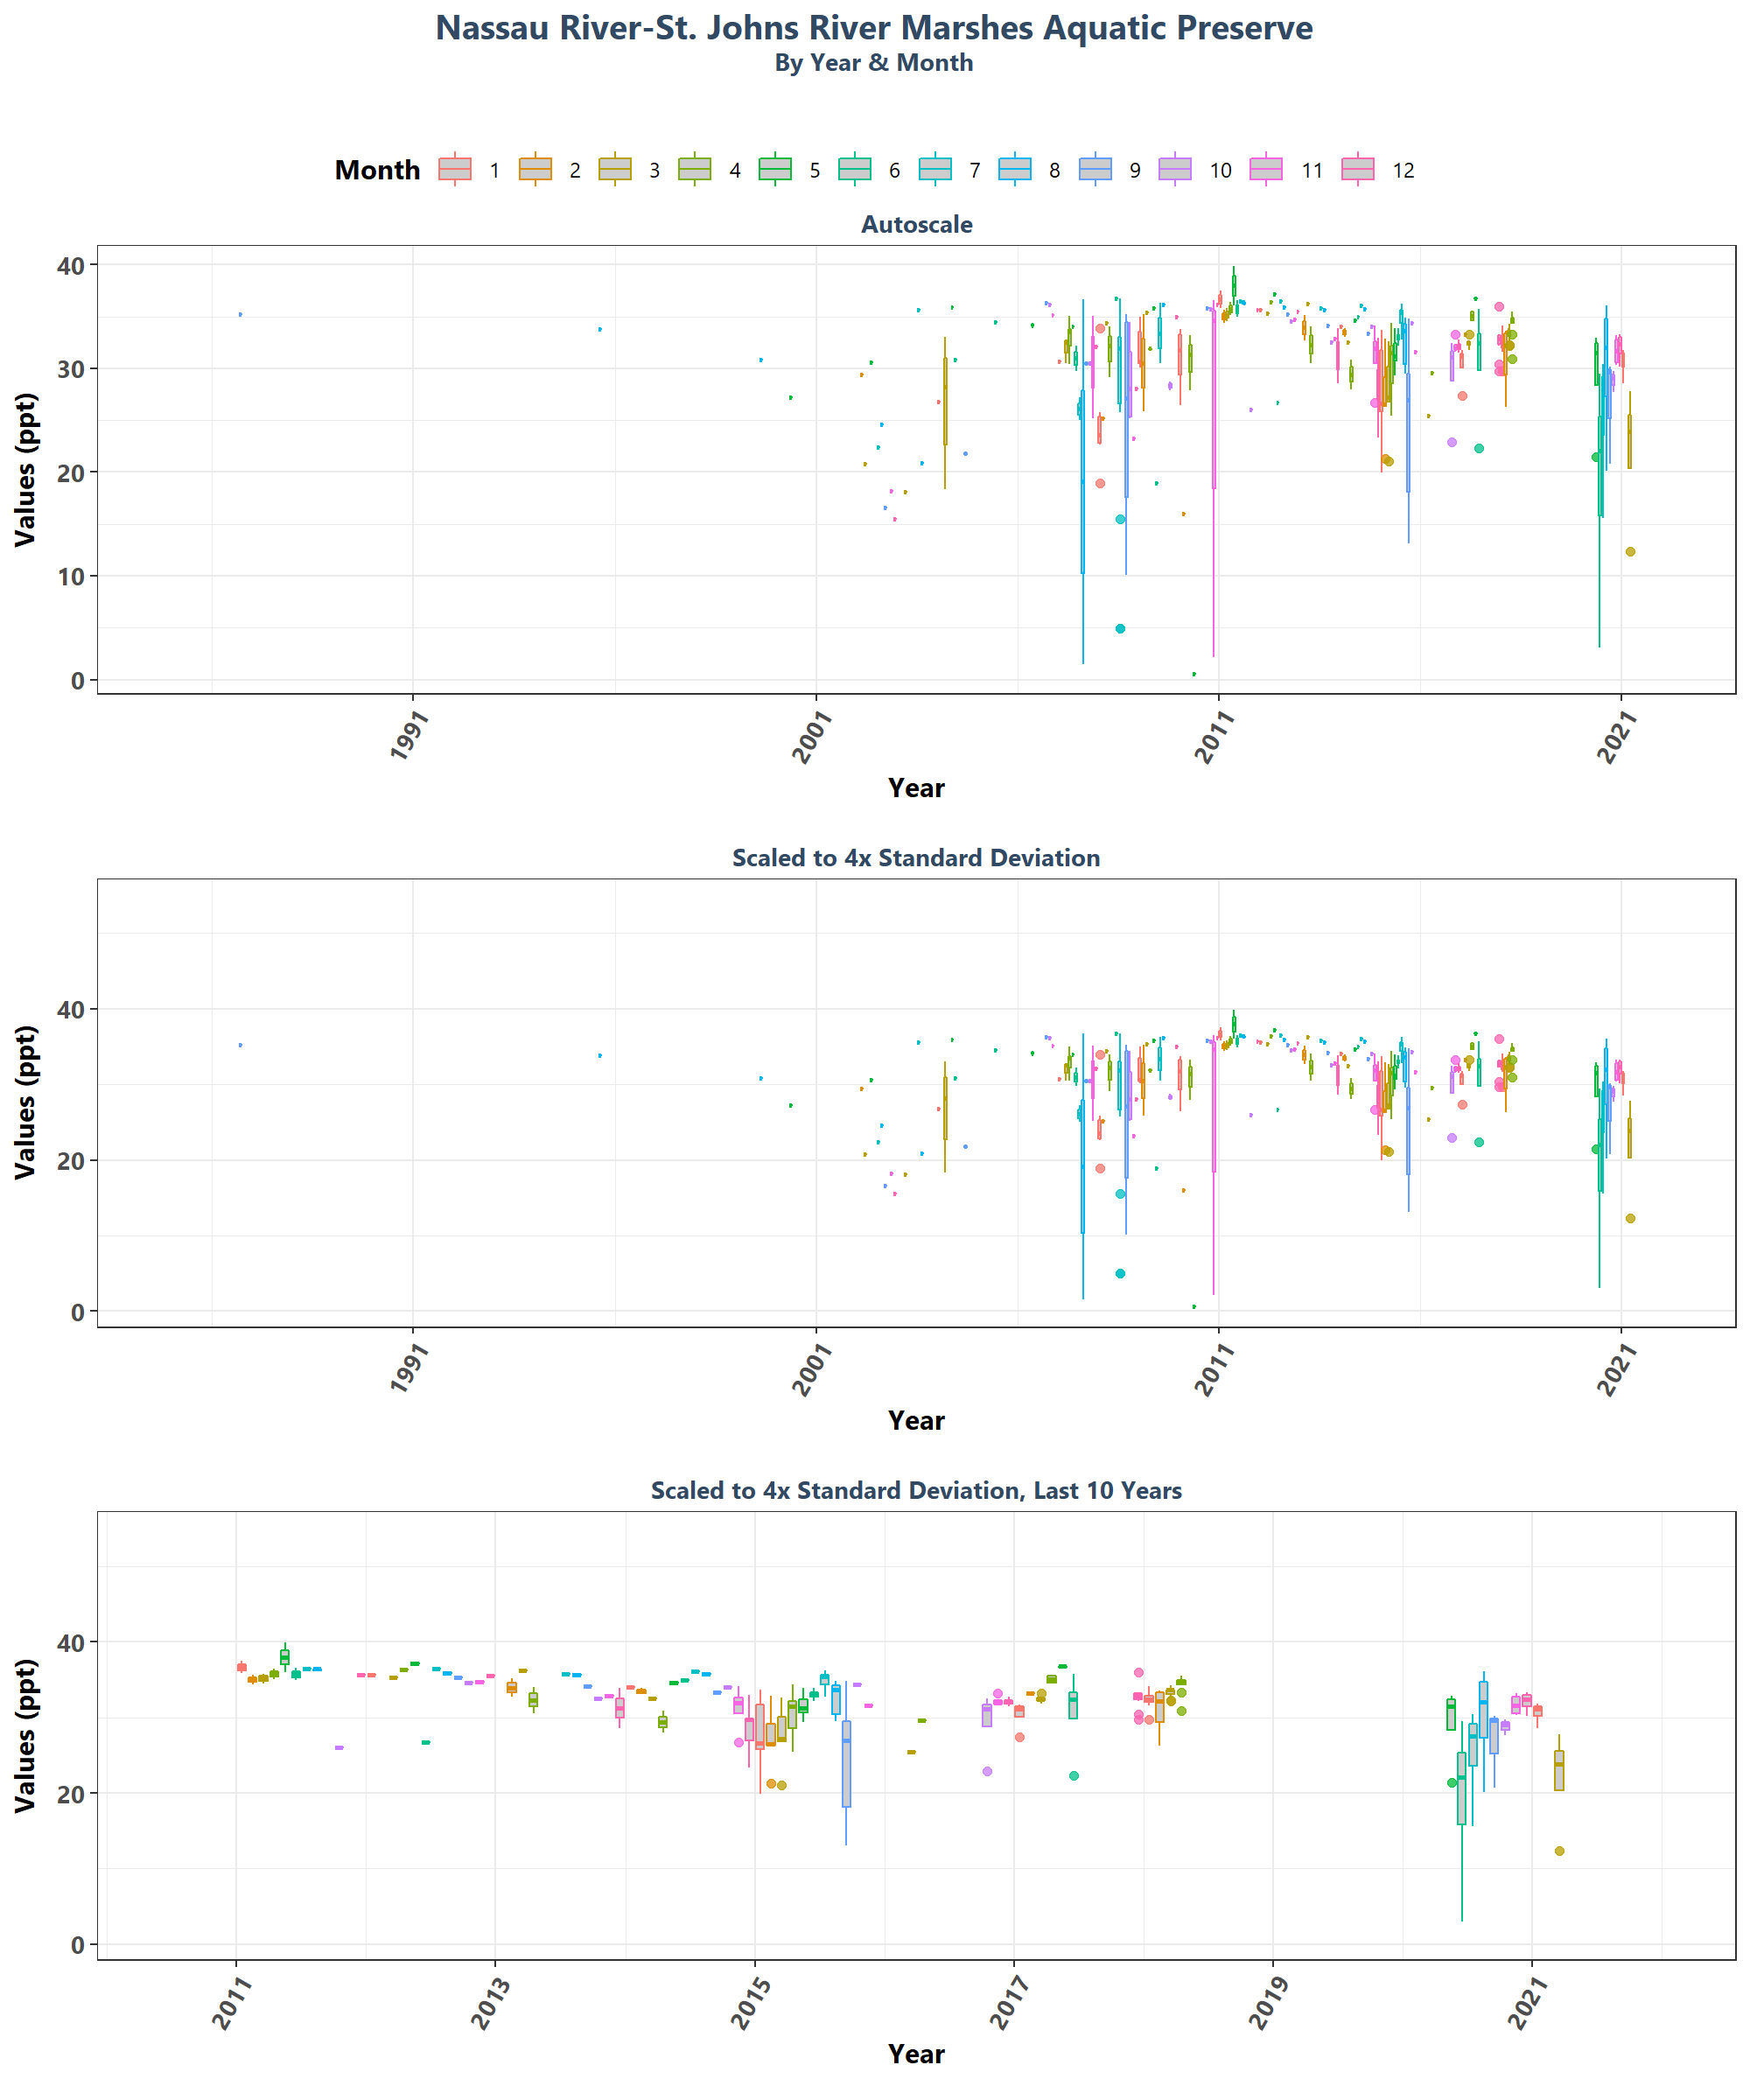 Nassau River-St. Johns River Marshes Aquatic Preserve
By Year & Month
Month 1 2 3 4 5 6 7 8 9 10 11 12
Autoscale
Values (ppt)
40
30
20
10
0
1991 2001 2011 2021
Year
Scaled to 4x Standard Deviation
Values (ppt)
40
20
0
1991 2001 2011 2021
Year
Scaled to 4x Standard Deviation, Last 10 Years
Values (ppt)
40
20
0
2011 2013 2015 2017 2019 2021
Year